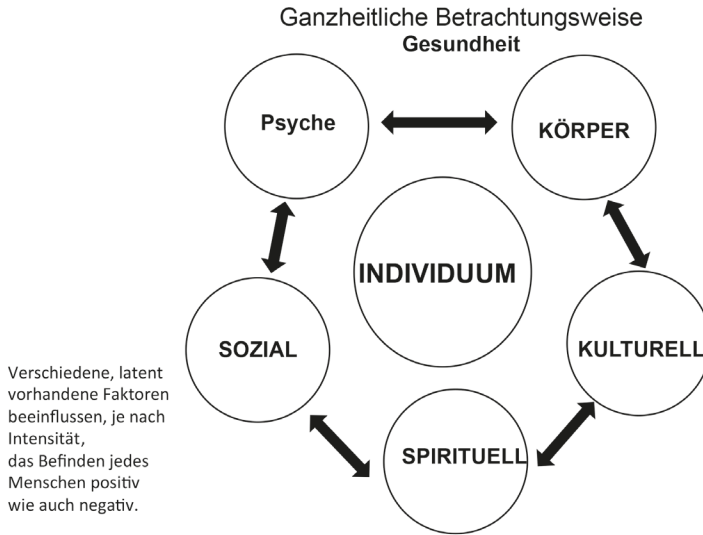 Ganzheitliche Betrachtungsweise
Gesundheit
Psyche
KÖRPER
INDIVIDUUM
SOZIAL
KULTURELL
SPIRITUELL
Verschiedene, latent
vorhandene Faktoren
beeinflussen, je nach
Intensität,
das Befinden jedes
Menschen positiv
wie auch negativ.